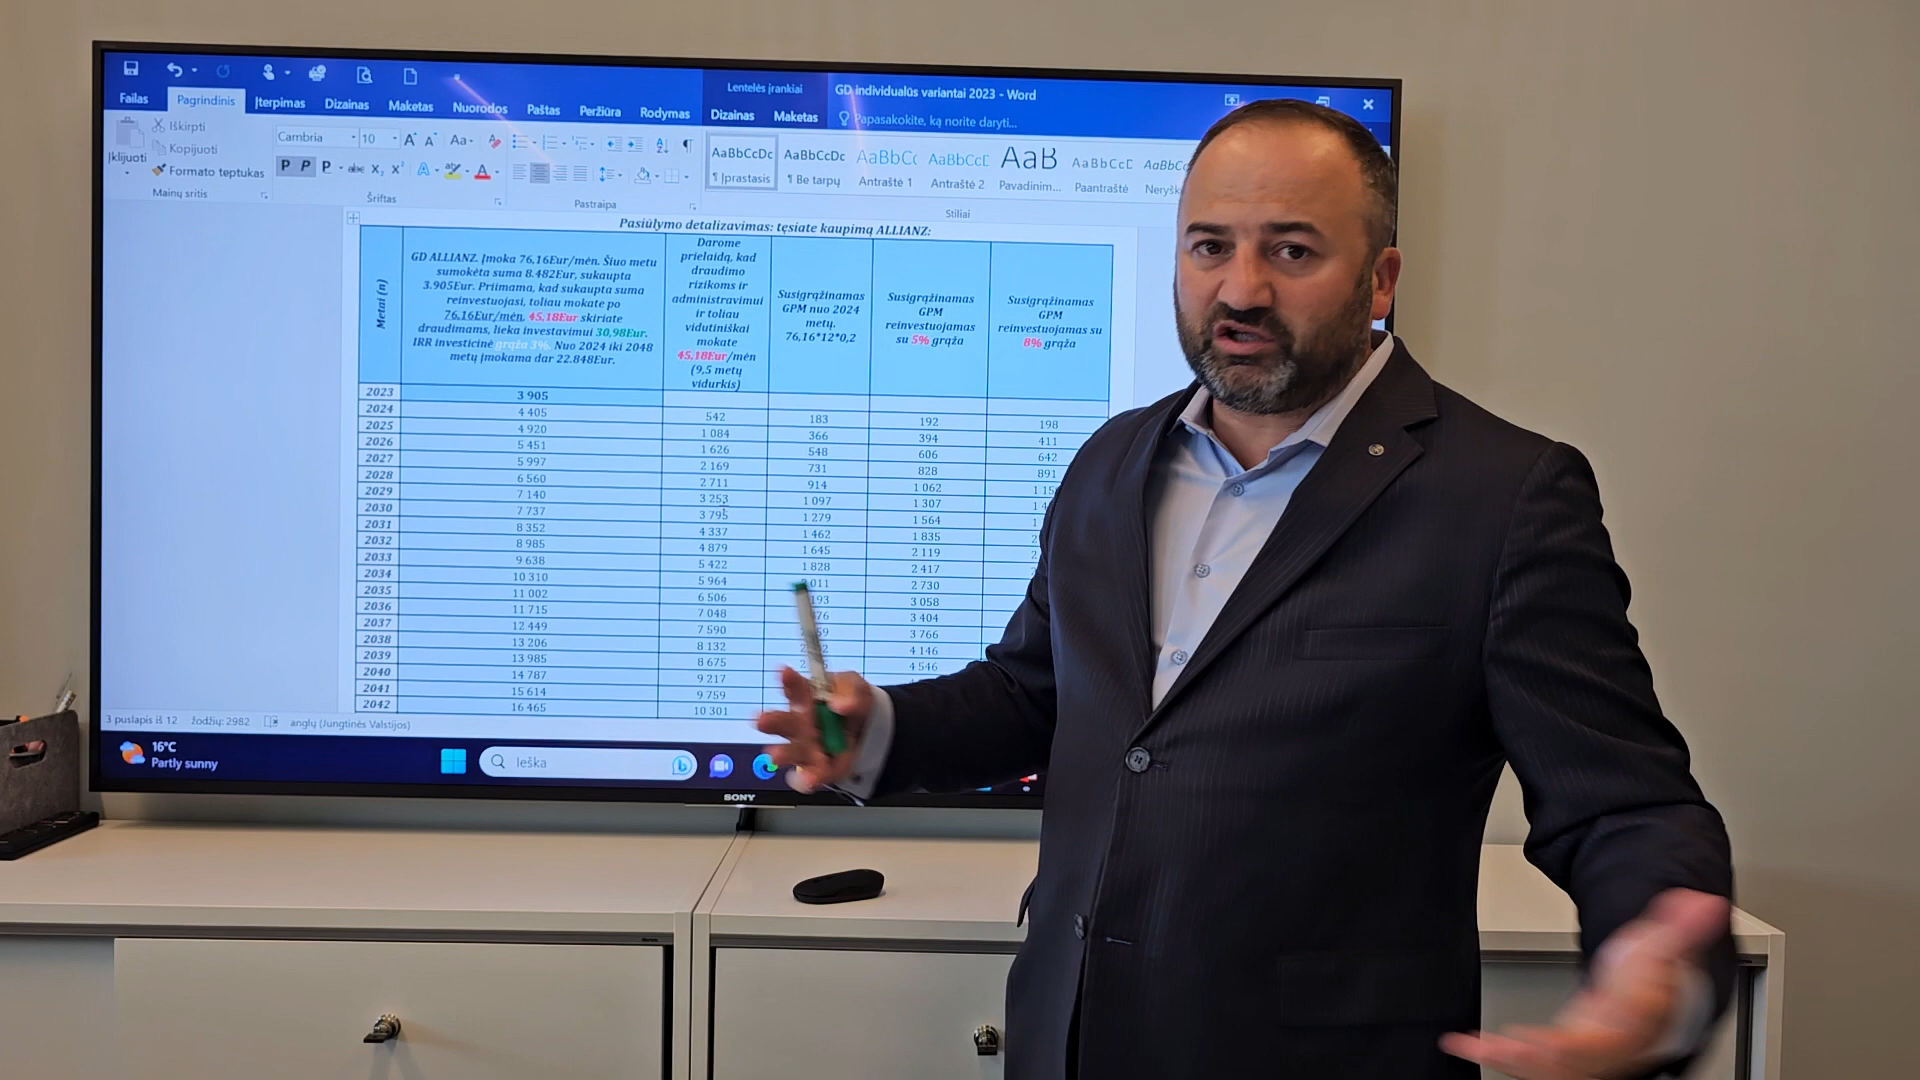 Lentelės įrankiai
GD individualūs variantai 2023 - Word
Failas Pagrindinis Įterpimas Dizainas Maketas Nuorodos Paštas Peržiūra Rodymas Dizainas Maketas Papasakokite, ką norite daryti...
Įklijuoti
Iškirpti
Kopijuoti
Formato teptukas
Mainų sritis
Cambria 10
Šriftas
Pastraipa
AaBbCcDc AaBbCcDc AaBbCc AaBbCcE AaB AaBbCcC AaBbCc
¶ Įprastasis ¶ Be tarpų Antraštė 1 Antraštė 2 Pavadinim... Paantraštė
Stiliai
Pasiūlymo detalizavimas: tęsiate kaupimą ALLIANZ:
Metai (n)
GD ALLIANZ. Įmoka 76,16Eur/mėn. Šiuo metu
sumokėta suma 8.482Eur, sukaupta
3.905Eur. Priimama, kad sukaupta suma
reinvestuojasi, toliau mokate po
76,16Eur/mėn. 45,18Eur skiriate
draudimams, lieka investavimui 30,98Eur.
IRR investicinė grąža 3%. Nuo 2024 iki 2048
metų įmokama dar 22.848Eur.
Darome
prielaidą, kad
draudimo
rizikoms ir
administravimui
ir toliau
vidutiniškai
mokate
45,18Eur/mėn
(9,5 metų
vidurkis)
Susigrąžinamas
GPM nuo 2024
metų.
76,16*12*0,2
Susigrąžinamas
GPM
reinvestuojamas
su 5% grąža
Susigrąžinamas
GPM
reinvestuojamas su
8% grąža
2023 3 905
2024 4 405 542 183 192 198
2025 4 920 1 084 366 394 411
2026 5 451 1 626 548 606 642
2027 5 997 2 169 731 828 891
2028 6 560 2 711 914 1 062
2029 7 140 3 253 1 097 1 307
2030 7 737 3 795 1 279 1 564
2031 8 352 4 337 1 462 1 835
2032 8 985 4 879 1 645 2 119
2033 9 638 5 422 1 828 2 417
2034 10 310 5 964 2 730
2035 11 002 6 506 3 058
2036 11 715 7 048 3 404
2037 12 449 7 590 3 766
2038 13 206 8 132 4 146
2039 13 985 8 675 4 546
2040 14 787 9 217
2041 15 614 9 759
2042 16 465 10 301
3 puslapis iš 12 žodžių: 2982 anglų (Jungtinės Valstijos)
16°C
Partly sunny
Ieška
SONY